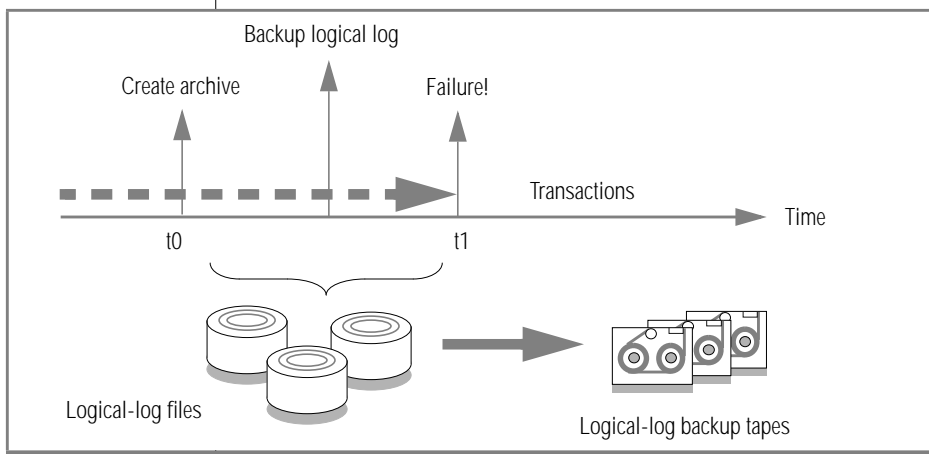 Backup logical log
Create archive
Failure!
Transactions
Time
t0
t1
Logical-log files
Logical-log backup tapes